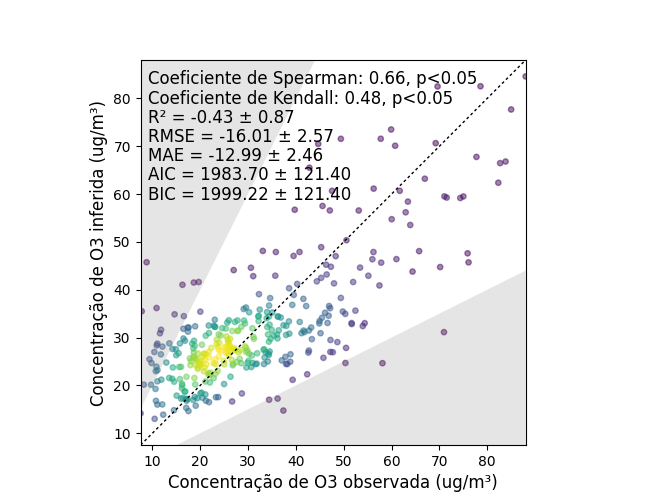 Coeficiente de Spearman: 0.66, p<0.05
Coeficiente de Kendall: 0.48, p<0.05
R² = -0.43 ± 0.87
RMSE = -16.01 ± 2.57
MAE = -12.99 ± 2.46
AIC = 1983.70 ± 121.40
BIC = 1999.22 ± 121.40
Concentração de O3 inferida (ug/m³)
80
70
60
50
40
30
20
10
10 20 30 40 50 60 70 80
Concentração de O3 observada (ug/m³)